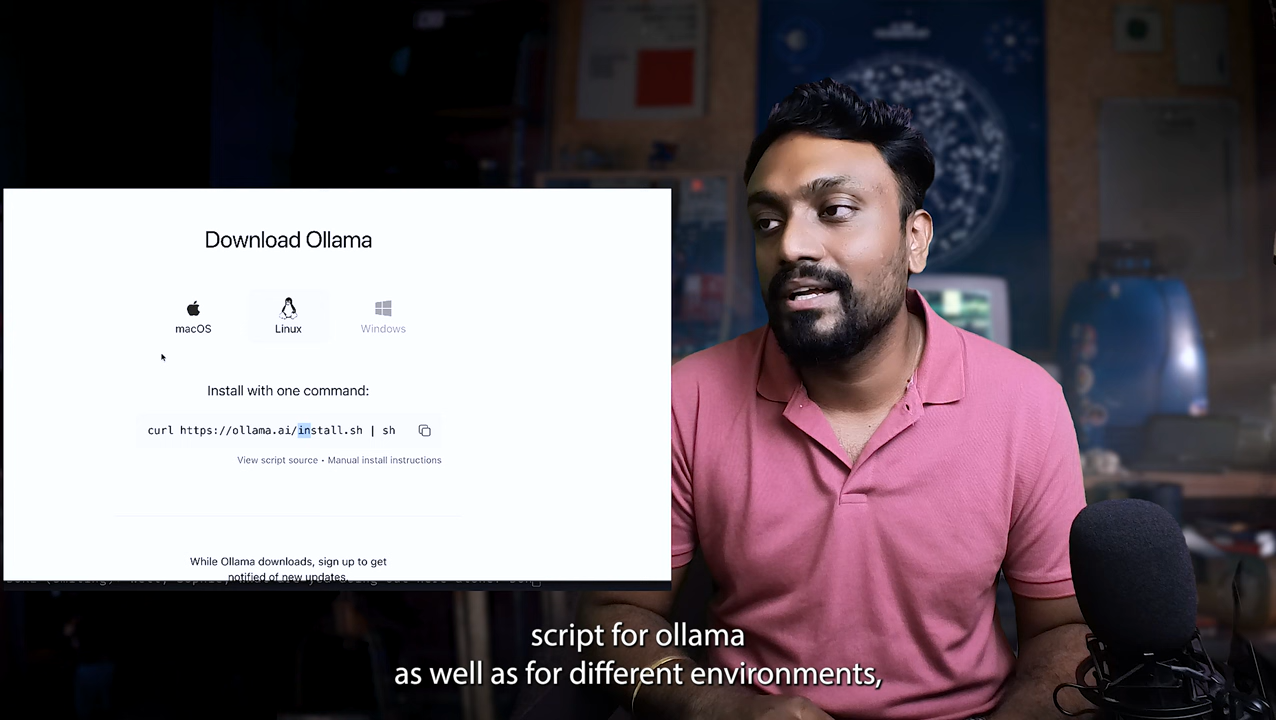 Download Ollama
macOS
Linux
Windows
Install with one command:
curl https://ollama.ai/install.sh | sh
View script source • Manual install instructions
While Ollama downloads, sign up to get
notified of new updates.
script for ollama
as well as for different environments,